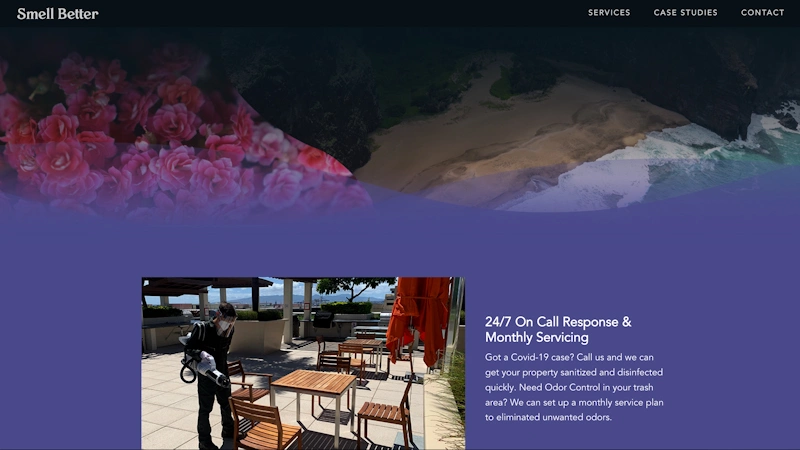 Smell Better
SERVICES CASE STUDIES CONTACT
24/7 On Call Response &
Monthly Servicing
Got a Covid-19 case? Call us and we can
get your property sanitized and disinfected
quickly. Need Odor Control in your trash
area? We can set up a monthly service plan
to eliminated unwanted odors.